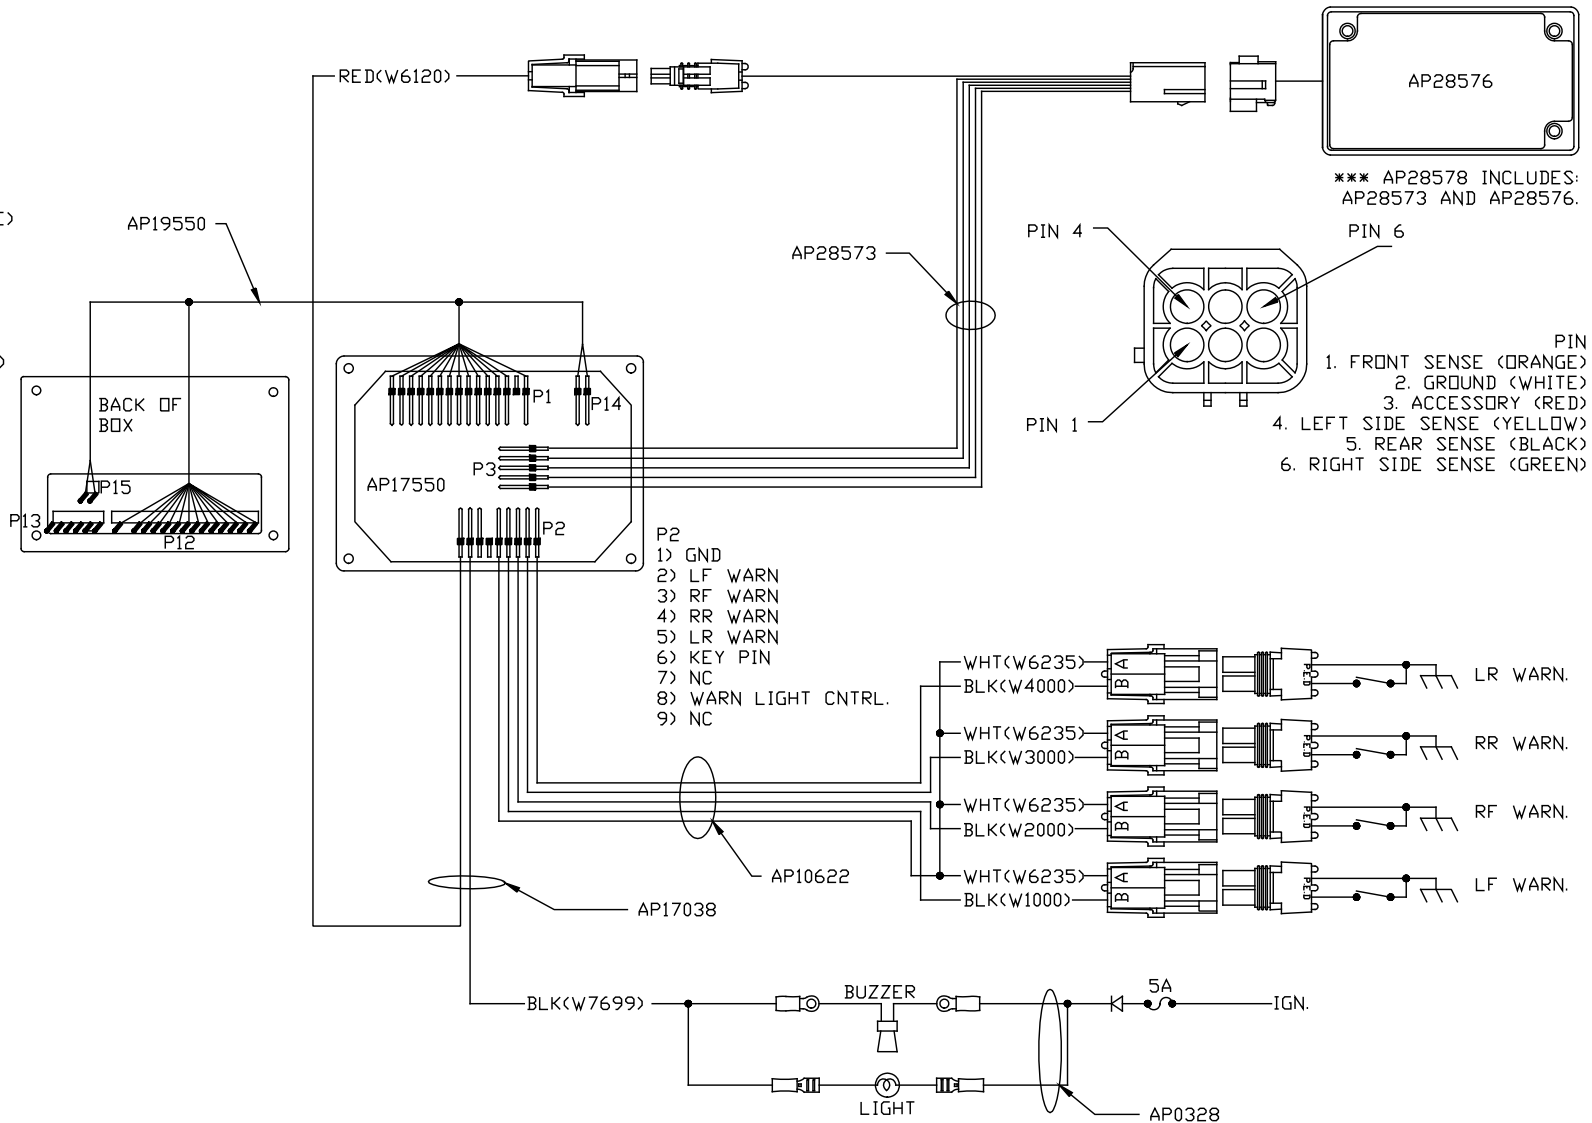 RED(W6120)
AP28576
*** AP28578 INCLUDES:
AP28573 AND AP28576.
AP19550
AP28573
PIN 4
PIN 6
PIN 1
PIN
1. FRONT SENSE (ORANGE)
2. GROUND (WHITE)
3. ACCESSORY (RED)
4. LEFT SIDE SENSE (YELLOW)
5. REAR SENSE (BLACK)
6. RIGHT SIDE SENSE (GREEN)
BACK OF
BOX
P15
P13
P12
P1
P14
P3
AP17550
P2
P2
1) GND
2) LF WARN
3) RF WARN
4) RR WARN
5) LR WARN
6) KEY PIN
7) NC
8) WARN LIGHT CNTRL.
9) NC
WHT(W6235)
A
BLK(W4000)
B
P.E.D
LR WARN.
WHT(W6235)
A
BLK(W3000)
B
P.E.D
RR WARN.
WHT(W6235)
A
BLK(W2000)
B
P.E.D
RF WARN.
WHT(W6235)
A
BLK(W1000)
B
P.E.D
LF WARN.
AP10622
AP17038
BLK(W7699)
BUZZER
5A
IGN.
LIGHT
AP0328